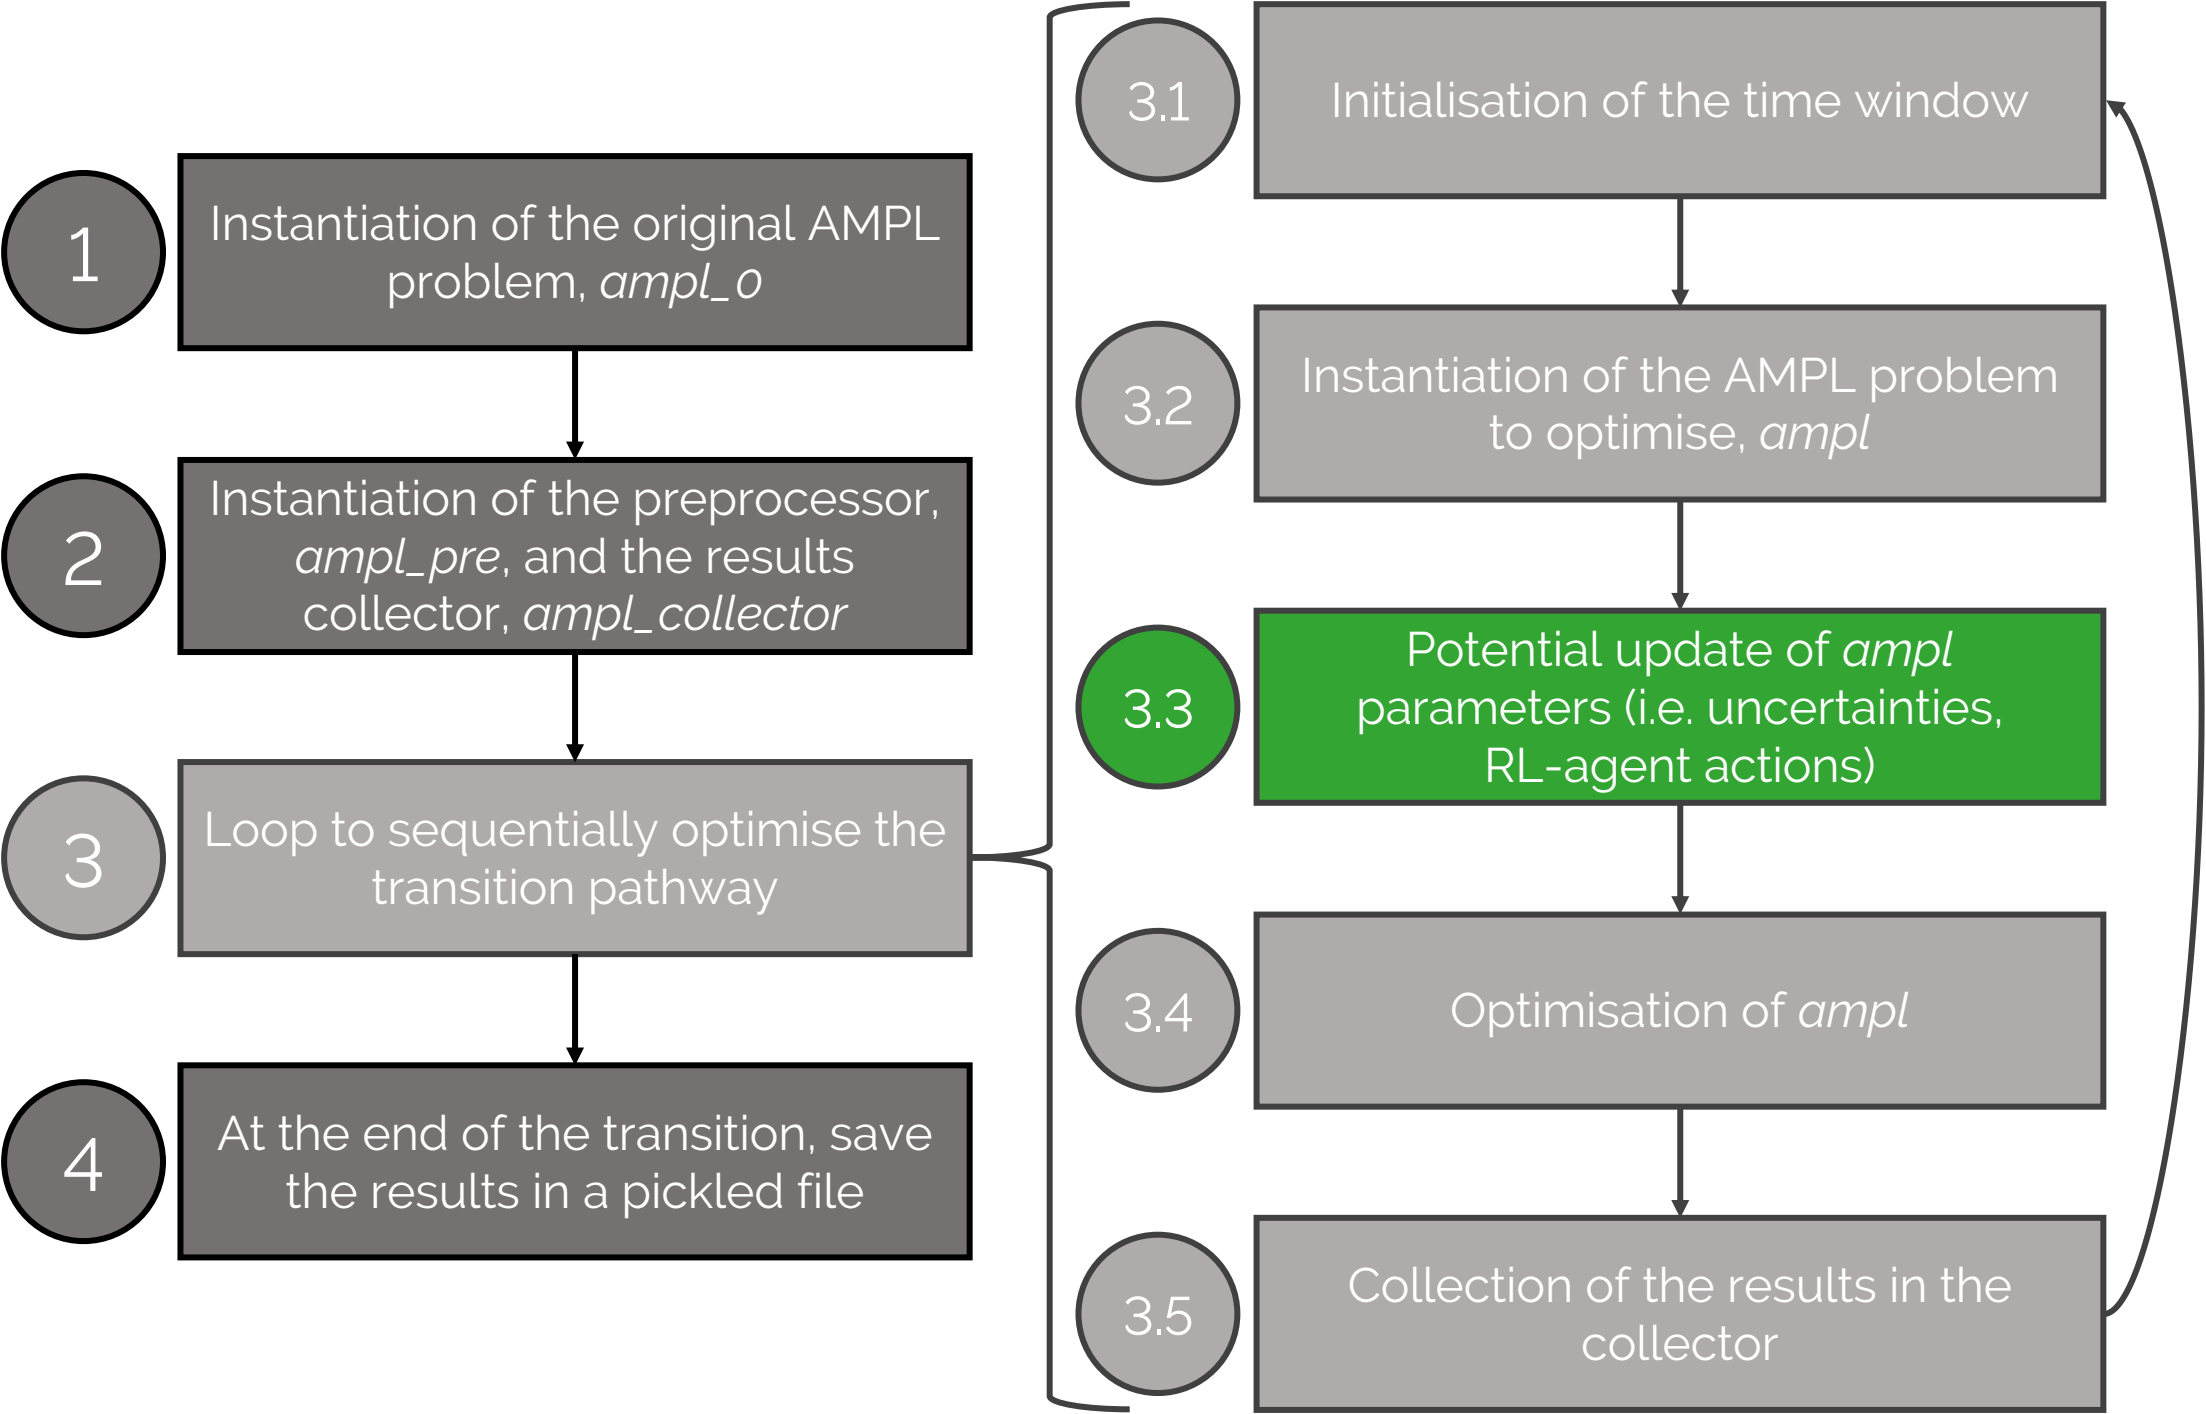 1
Instantiation of the original AMPL
problem, ampl_0
2
Instantiation of the preprocessor,
ampl_pre, and the results
collector, ampl_collector
3
Loop to sequentially optimise the
transition pathway
4
At the end of the transition, save
the results in a pickled file
3.1
Initialisation of the time window
3.2
Instantiation of the AMPL problem
to optimise, ampl
3.3
Potential update of ampl
parameters (i.e. uncertainties,
RL-agent actions)
3.4
Optimisation of ampl
3.5
Collection of the results in the
collector